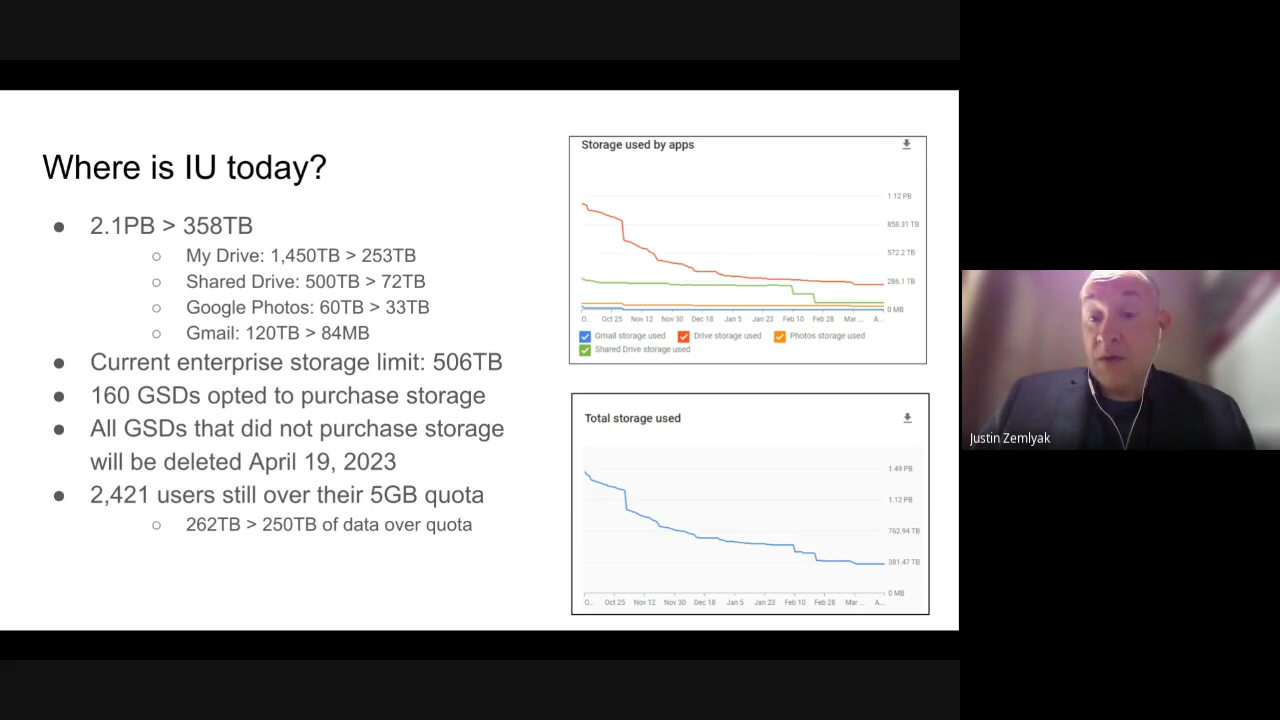 Where is IU today?
● 2.1PB > 358TB
○ My Drive: 1,450TB > 253TB
○ Shared Drive: 500TB > 72TB
○ Google Photos: 60TB > 33TB
○ Gmail: 120TB > 84MB
● Current enterprise storage limit: 506TB
● 160 GSDs opted to purchase storage
● All GSDs that did not purchase storage
will be deleted April 19, 2023
● 2,421 users still over their 5GB quota
○ 262TB > 250TB of data over quota
Storage used by apps
1.12 PB
858.31 TB
572.2 TB
286.1 TB
0 MB
O... Oct 25 Nov 12 Nov 30 Dec 18 Jan 5 Jan 23 Feb 10 Feb 28 Mar ... A...
Gmail storage used Drive storage used Photos storage used
Shared Drive storage used
Total storage used
1.49 PB
1.12 PB
762.94 TB
381.47 TB
0 MB
O... Oct 25 Nov 12 Nov 30 Dec 18 Jan 5 Jan 23 Feb 10 Feb 28 Mar ... A...
Justin Zemlyak